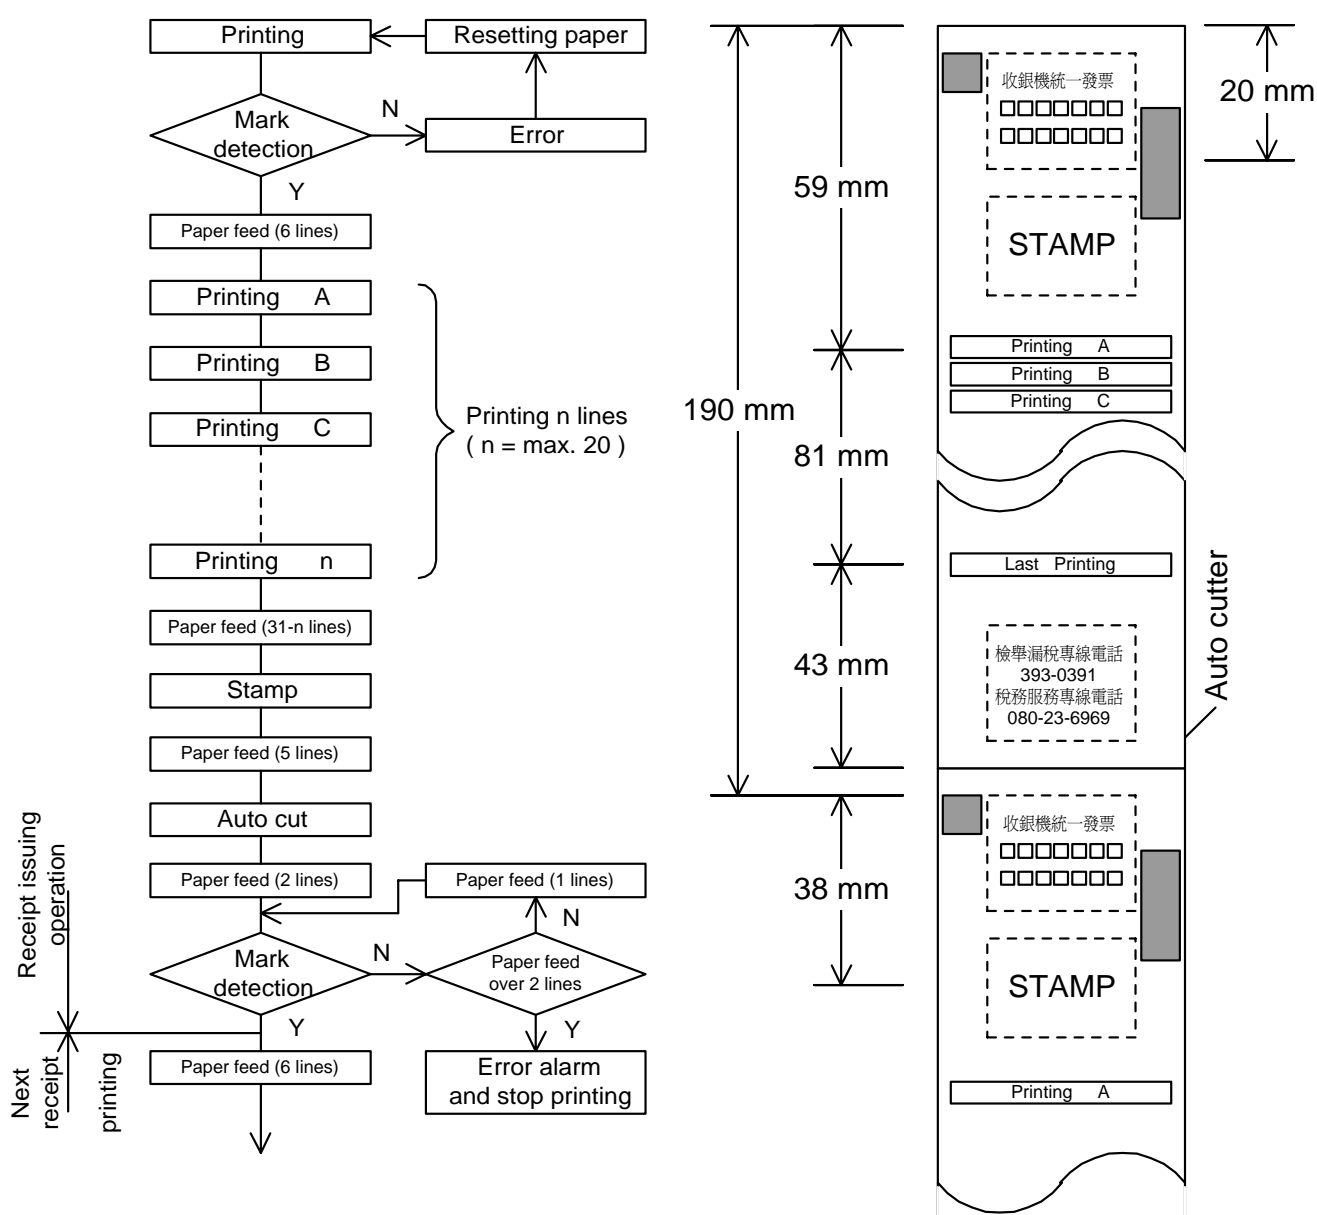 Printing
Resetting paper
Mark
detection
N
Error
Y
Paper feed (6 lines)
Printing A
Printing B
Printing C
Printing n
Printing n lines
( n = max. 20 )
Paper feed (31-n lines)
Stamp
Paper feed (5 lines)
Auto cut
Paper feed (2 lines)
Paper feed (1 lines)
N
Mark
detection
N
Paper feed
over 2 lines
Y
Y
Paper feed (6 lines)
Error alarm
and stop printing
Receipt issuing
operation
Next
receipt
printing
190 mm
59 mm
81 mm
43 mm
38 mm
20 mm
收銀機統一發票
STAMP
Printing A
Printing B
Printing C
Last Printing
檢舉漏稅專線電話
393-0391
稅務服務專線電話
080-23-6969
Auto cutter
收銀機統一發票
STAMP
Printing A